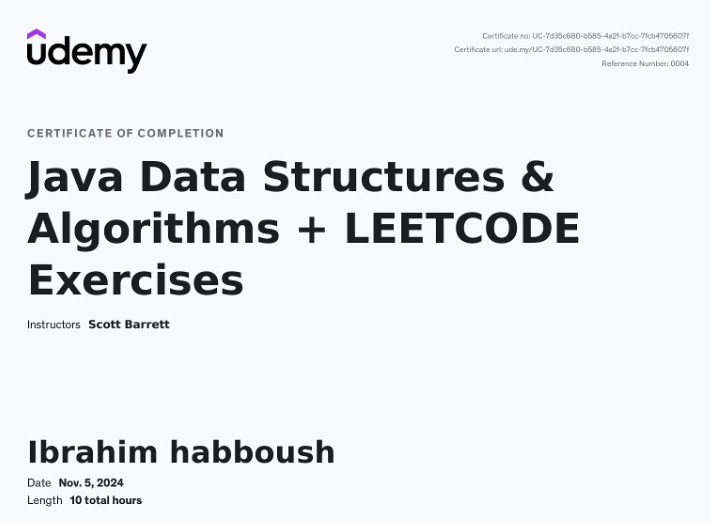 udemy
Certificate no: UC-7d35c680-b585-4a2f-b7cc-7fcb4705607f
Certificate url: ude.my/UC-7d35c680-b585-4a2f-b7cc-7fcb4705607f
Reference Number: 0004
CERTIFICATE OF COMPLETION
Java Data Structures &
Algorithms + LEETCODE
Exercises
Instructors Scott Barrett
Ibrahim habboush
Date Nov. 5, 2024
Length 10 total hours